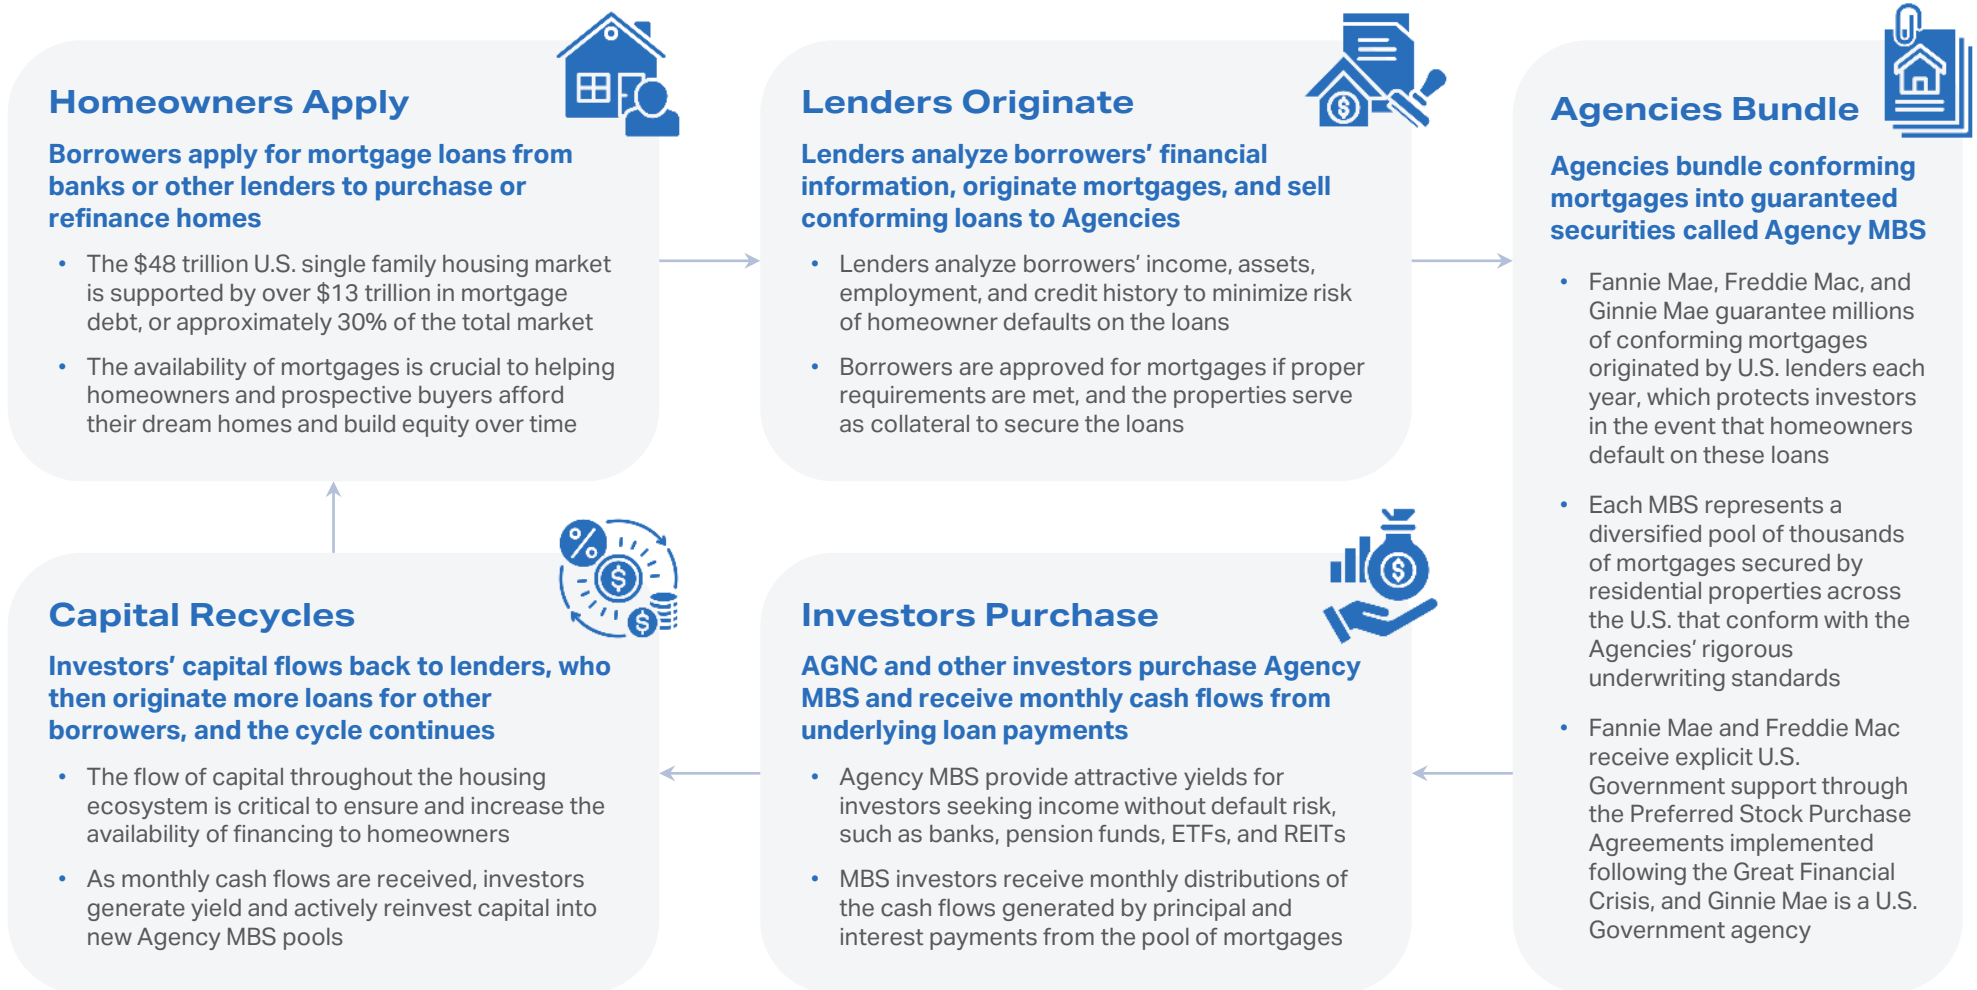 Homeowners Apply
Borrowers apply for mortgage loans from
banks or other lenders to purchase or
refinance homes
• The $48 trillion U.S. single family housing market
is supported by over $13 trillion in mortgage
debt, or approximately 30% of the total market
• The availability of mortgages is crucial to helping
homeowners and prospective buyers afford
their dream homes and build equity over time
Lenders Originate
Lenders analyze borrowers’ financial
information, originate mortgages, and sell
conforming loans to Agencies
• Lenders analyze borrowers’ income, assets,
employment, and credit history to minimize risk
of homeowner defaults on the loans
• Borrowers are approved for mortgages if proper
requirements are met, and the properties serve
as collateral to secure the loans
Agencies Bundle
Agencies bundle conforming
mortgages into guaranteed
securities called Agency MBS
• Fannie Mae, Freddie Mac, and
Ginnie Mae guarantee millions
of conforming mortgages
originated by U.S. lenders each
year, which protects investors
in the event that homeowners
default on these loans
• Each MBS represents a
diversified pool of thousands
of mortgages secured by
residential properties across
the U.S. that conform with the
Agencies’ rigorous
underwriting standards
• Fannie Mae and Freddie Mac
receive explicit U.S.
Government support through
the Preferred Stock Purchase
Agreements implemented
following the Great Financial
Crisis, and Ginnie Mae is a U.S.
Government agency
Investors Purchase
AGNC and other investors purchase Agency
MBS and receive monthly cash flows from
underlying loan payments
• Agency MBS provide attractive yields for
investors seeking income without default risk,
such as banks, pension funds, ETFs, and REITs
• MBS investors receive monthly distributions of
the cash flows generated by principal and
interest payments from the pool of mortgages
Capital Recycles
Investors’ capital flows back to lenders, who
then originate more loans for other
borrowers, and the cycle continues
• The flow of capital throughout the housing
ecosystem is critical to ensure and increase the
availability of financing to homeowners
• As monthly cash flows are received, investors
generate yield and actively reinvest capital into
new Agency MBS pools